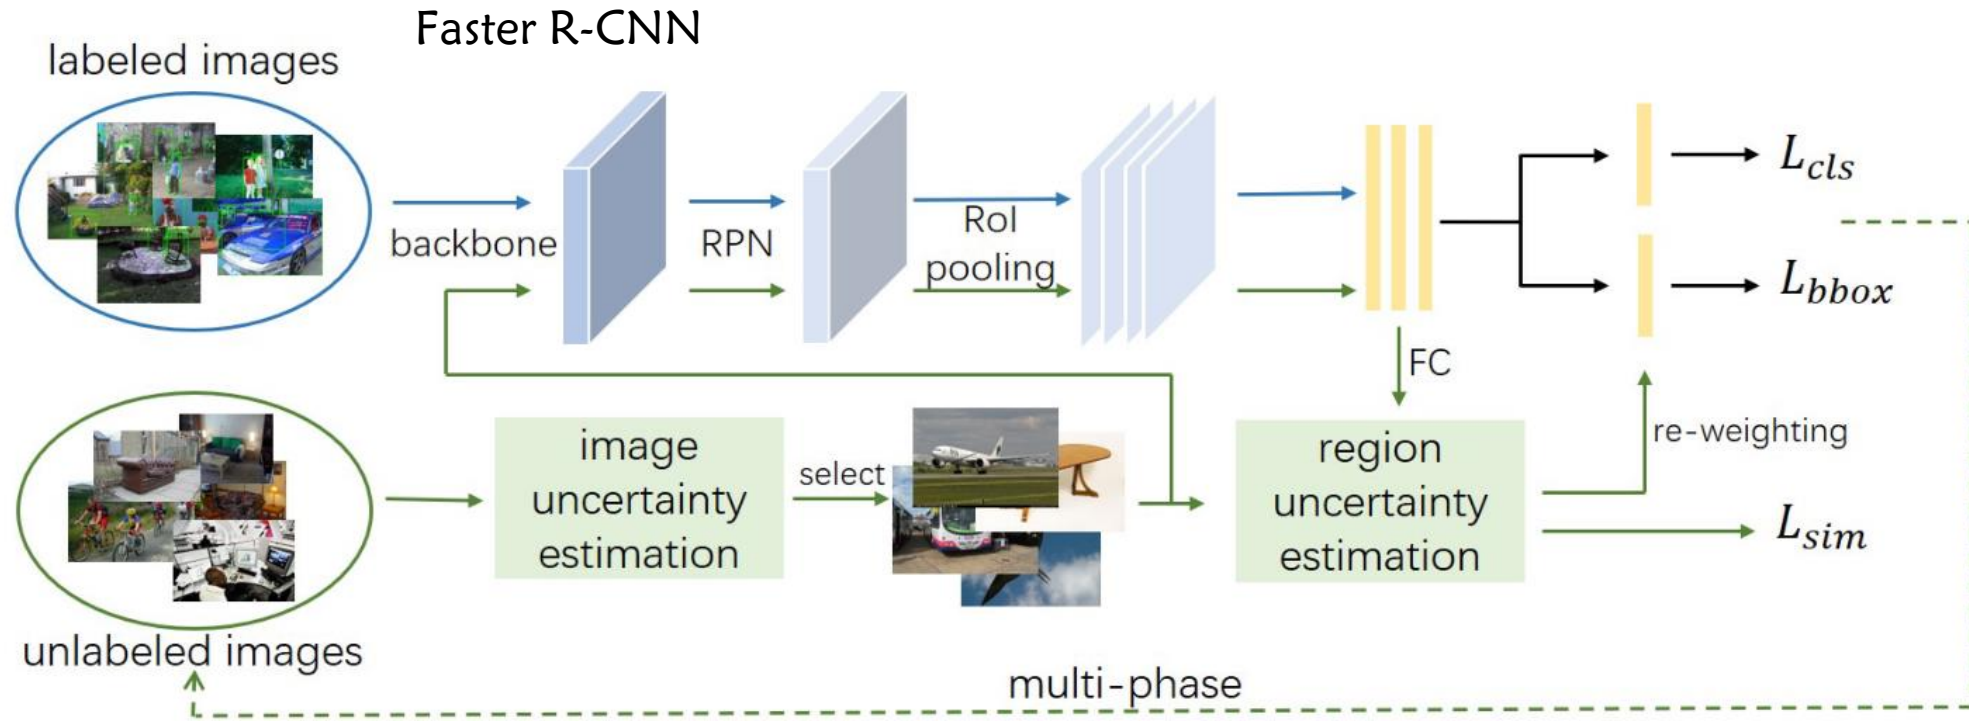 Faster R-CNN
labeled images
backbone
RPN
RoI
pooling
L_cls
L_bbox
FC
image
uncertainty
estimation
select
region
uncertainty
estimation
re-weighting
L_sim
unlabeled images
multi-phase